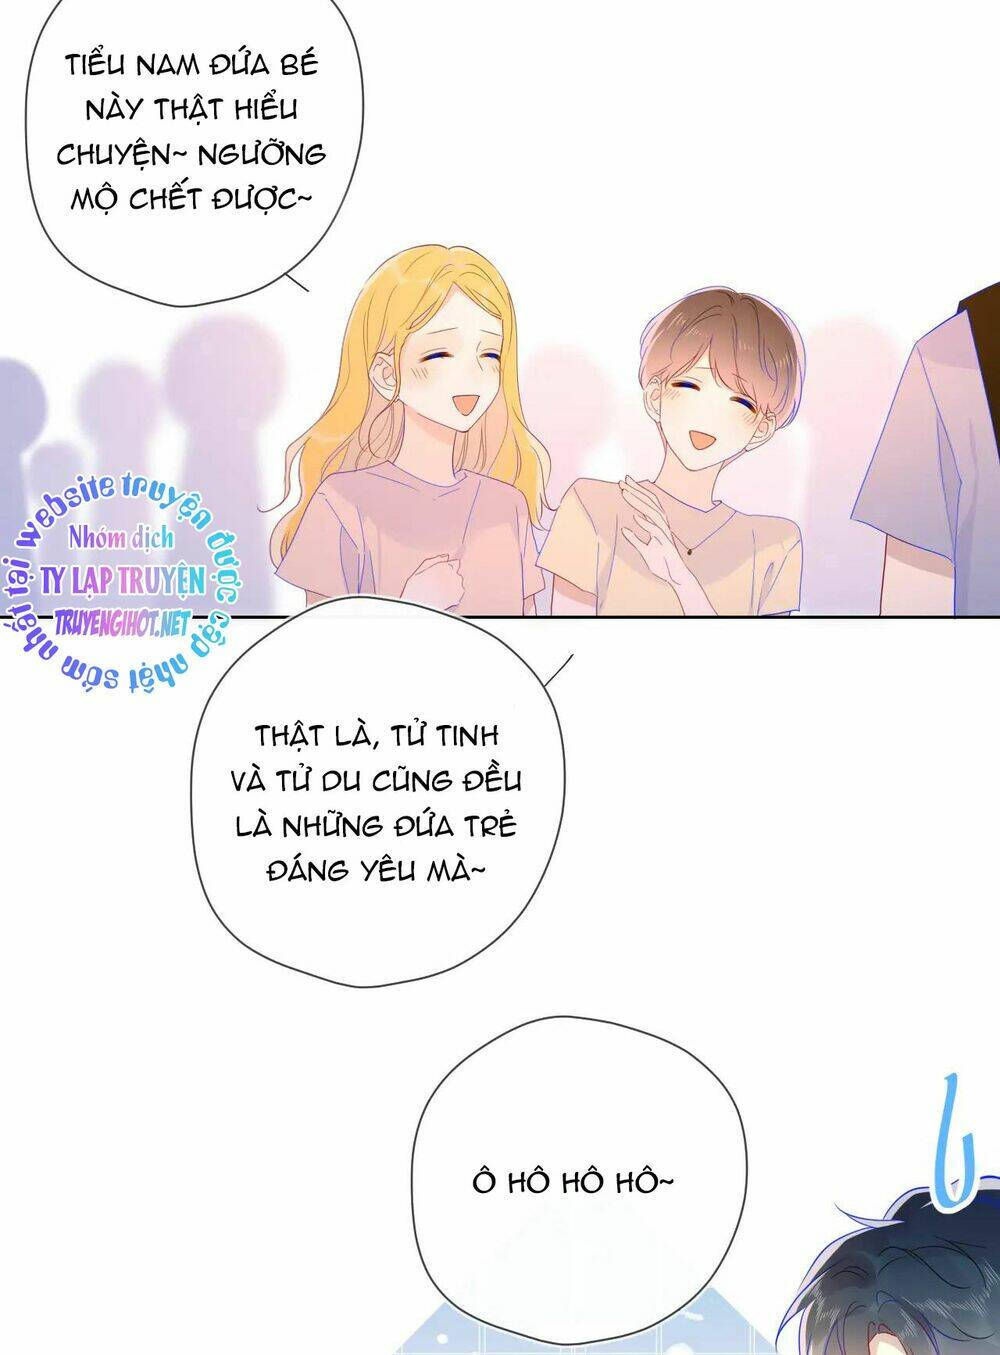 TIỂU NAM ĐỨA BÉ
NÀY THẬT HIỂU
CHUYỆN~ NGƯỠNG
MỘ CHẾT ĐƯỢC~
nhất tại website truyện được cập nhật sớm
Nhóm dịch
TY LAP TRUYỆN
TRUYENGIHOT.NET
THẬT LÀ, TỬ TINH
VÀ TỬ DU CŨNG ĐỀU
LÀ NHỮNG ĐỨA TRẺ
ĐÁNG YÊU MÀ~
Ô HÔ HÔ HÔ~